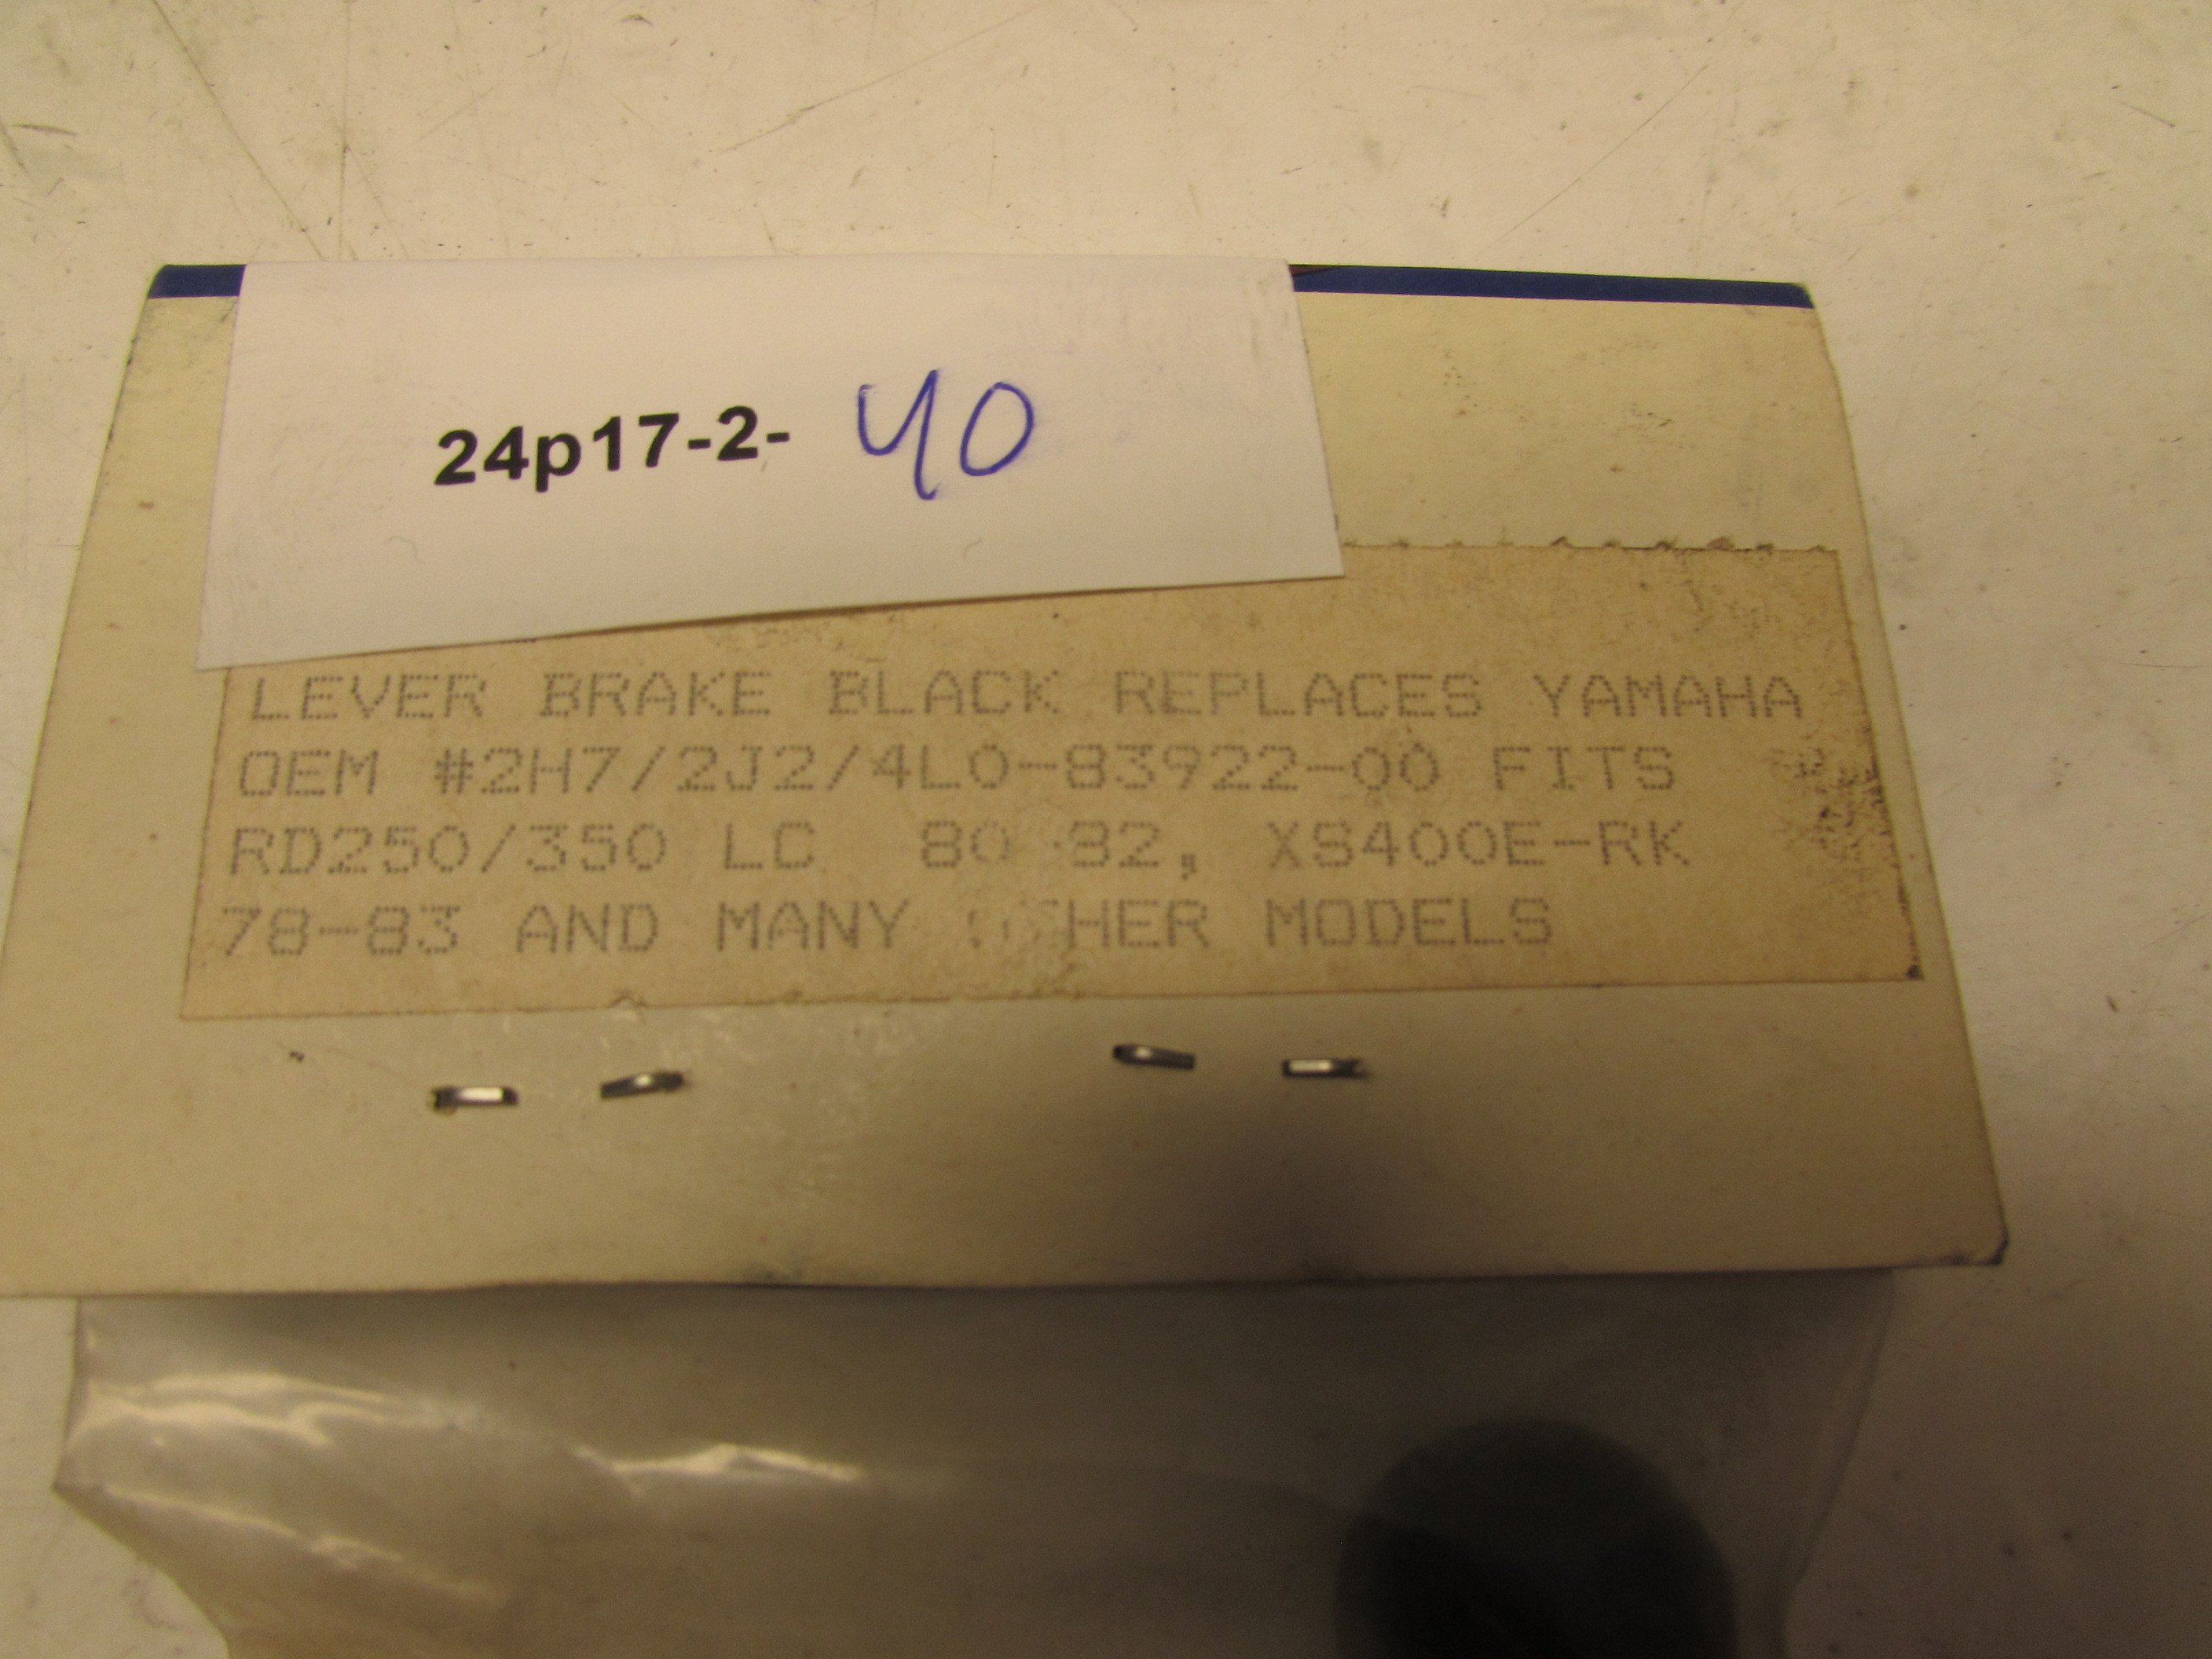 24p17-2- 40
LEVER BRAKE BLACK REPLACES YAMAHA
OEM #2H7/2J2/4L0-83922-00 FITS
RD250/350 LC 80 82, XS400E-RK
78-83 AND MANY MODELS